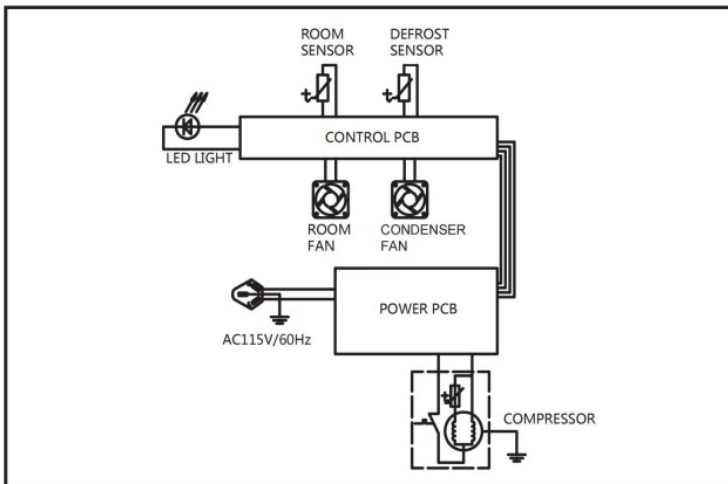 ROOM
SENSOR
DEFROST
SENSOR
CONTROL PCB
LED LIGHT
ROOM
FAN
CONDENSER
FAN
POWER PCB
AC115V/60Hz
COMPRESSOR